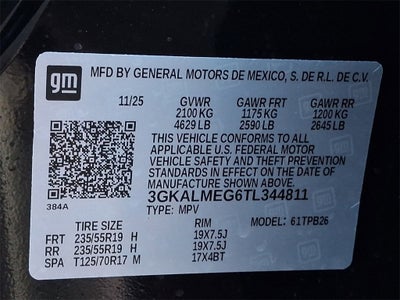 gm
MFD BY GENERAL MOTORS DE MEXICO, S. DE R.L. DE C.V.
11/25 GVWR GAWR FRT GAWR RR
2100 KG 1175 KG 1200 KG
4629 LB 2590 LB 2645 LB
THIS VEHICLE CONFORMS TO ALL
APPLICABLE U.S. FEDERAL MOTOR
VEHICLE SAFETY AND THEFT PREVENTION
STANDARDS IN EFFECT ON THE DATE OF
MANUFACTURE SHOWN ABOVE.
3GKALMEG6TL344811
384A TYPE: MPV MODEL: 61TPB26
TIRE SIZE RIM
FRT 235/55R19 H 19X7.5J
RR 235/55R19 H 19X7.5J
SPA T125/70R17 M 17X4BT